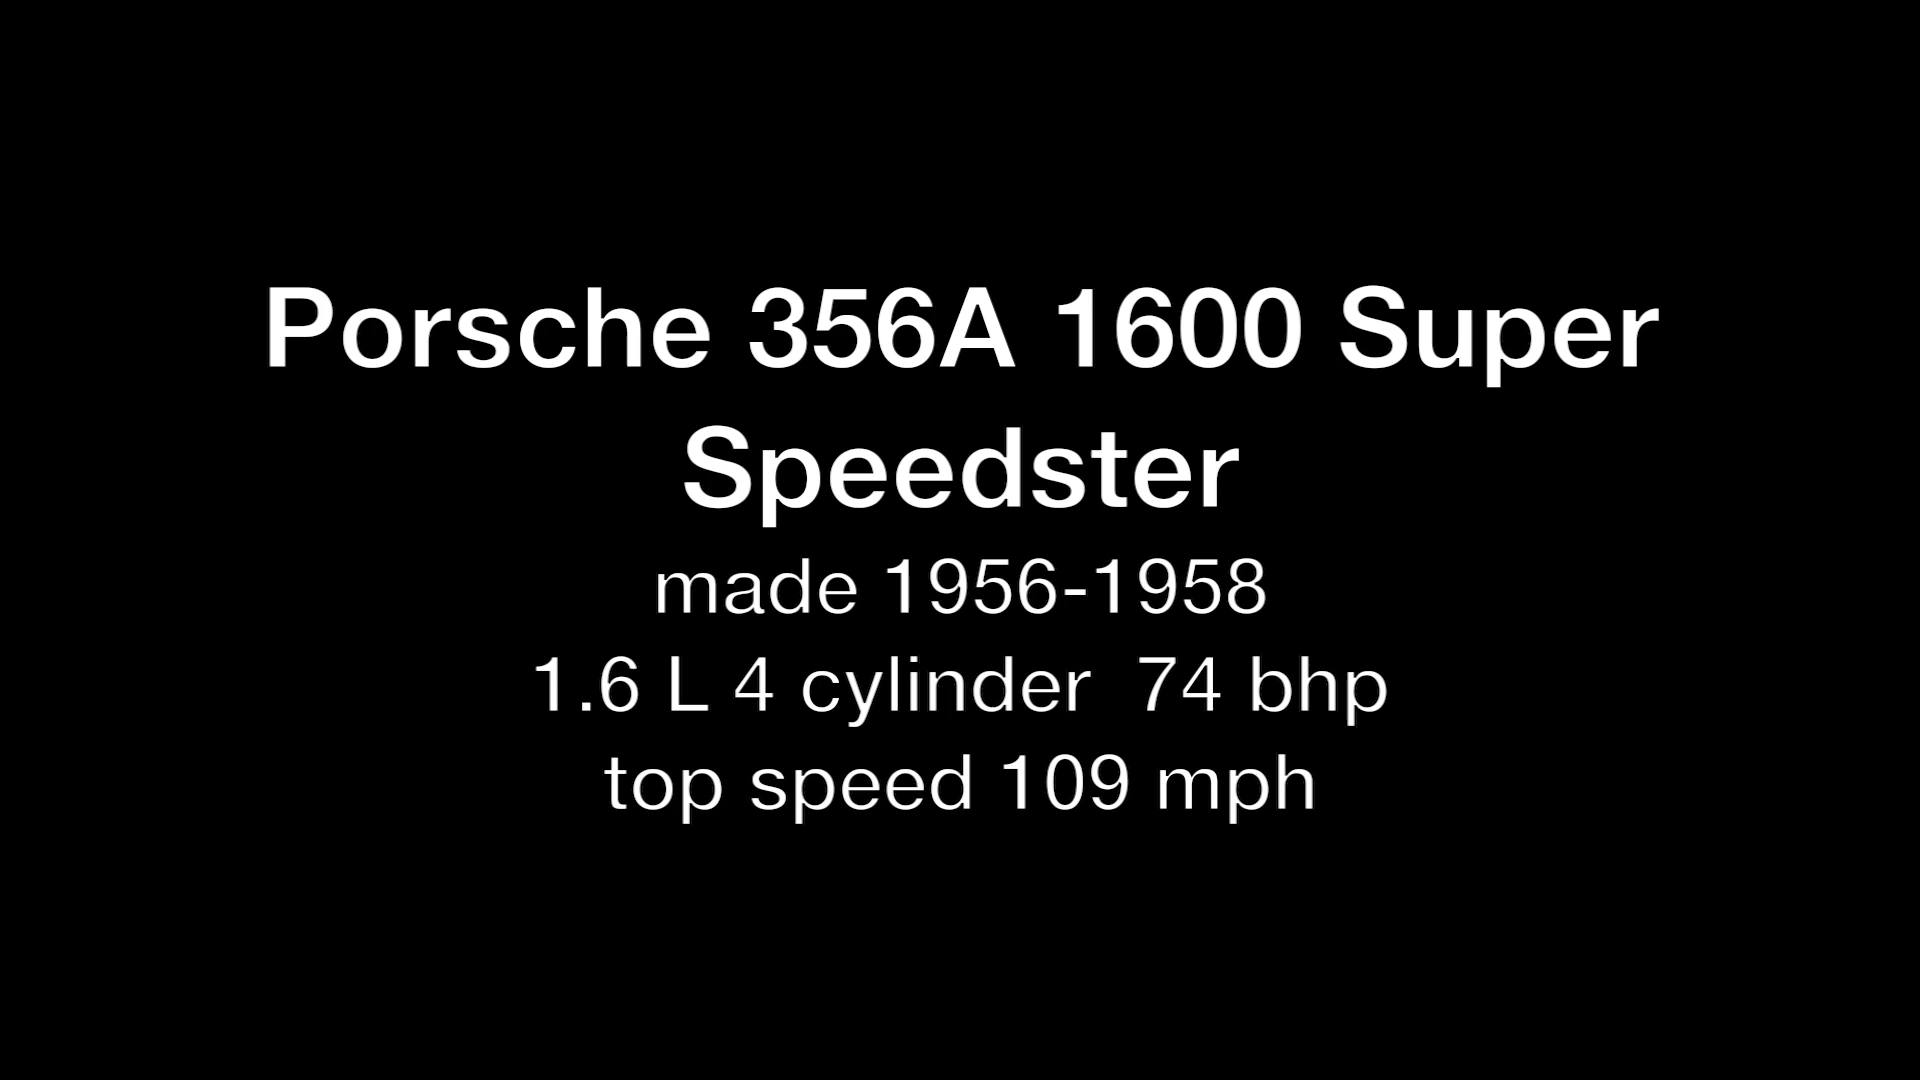 Porsche 356A 1600 Super
Speedster
made 1956-1958
1.6 L 4 cylinder  74 bhp
top speed 109 mph